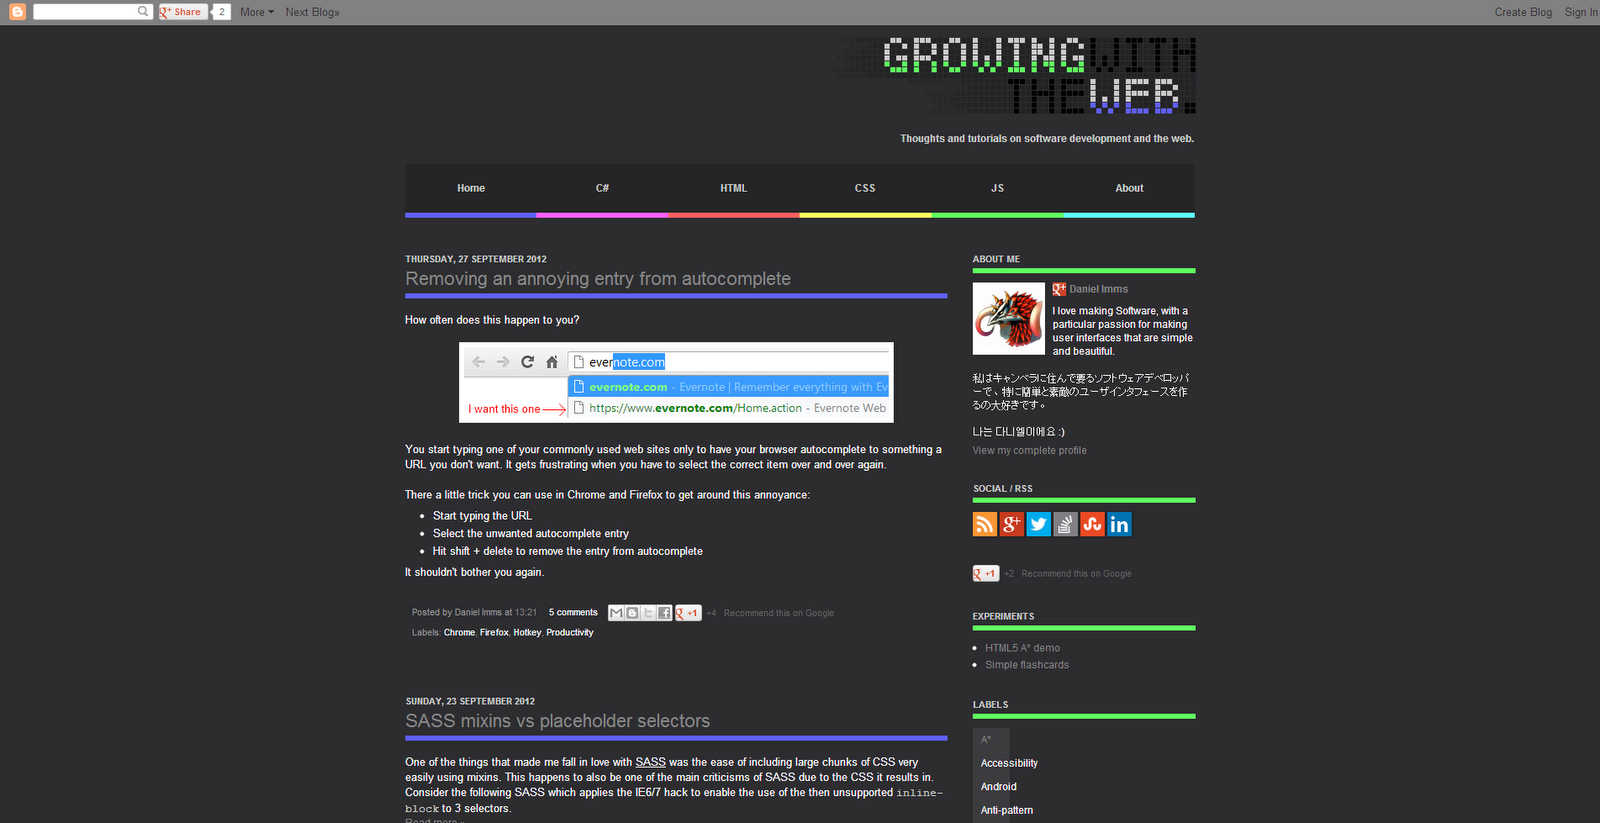 Share 2 More Next Blog» Create Blog Sign In
GROWINGWITH
THEWEB.
Thoughts and tutorials on software development and the web.
Home C# HTML CSS JS About
THURSDAY, 27 SEPTEMBER 2012
Removing an annoying entry from autocomplete
How often does this happen to you?
evernote.com
evernote.com - Evernote | Remember everything with Ev
I want this one
https://www.evernote.com/Home.action - Evernote Web
You start typing one of your commonly used web sites only to have your browser autocomplete to something a
URL you don't want. It gets frustrating when you have to select the correct item over and over again.
There a little trick you can use in Chrome and Firefox to get around this annoyance:
• Start typing the URL
• Select the unwanted autocomplete entry
• Hit shift + delete to remove the entry from autocomplete
It shouldn't bother you again.
Posted by Daniel Imms at 13:21 5 comments +1 +4 Recommend this on Google
Labels: Chrome, Firefox, Hotkey, Productivity
SUNDAY, 23 SEPTEMBER 2012
SASS mixins vs placeholder selectors
One of the things that made me fall in love with SASS was the ease of including large chunks of CSS very
easily using mixins. This happens to also be one of the main criticisms of SASS due to the CSS it results in.
Consider the following SASS which applies the IE6/7 hack to enable the use of the then unsupported inline-
block to 3 selectors.
Read more »
ABOUT ME
Daniel Imms
I love making Software, with a
particular passion for making
user interfaces that are simple
and beautiful.
私はキャンベラに住んで要るソフトウェアデベロッパ
ーで、特に簡単と素敵のユーザインタフェースを作
るの大好きです。
나는 다니엘이에요 :)
View my complete profile
SOCIAL / RSS
+1 +2 Recommend this on Google
EXPERIMENTS
• HTML5 A* demo
• Simple flashcards
LABELS
A*
Accessibility
Android
Anti-pattern